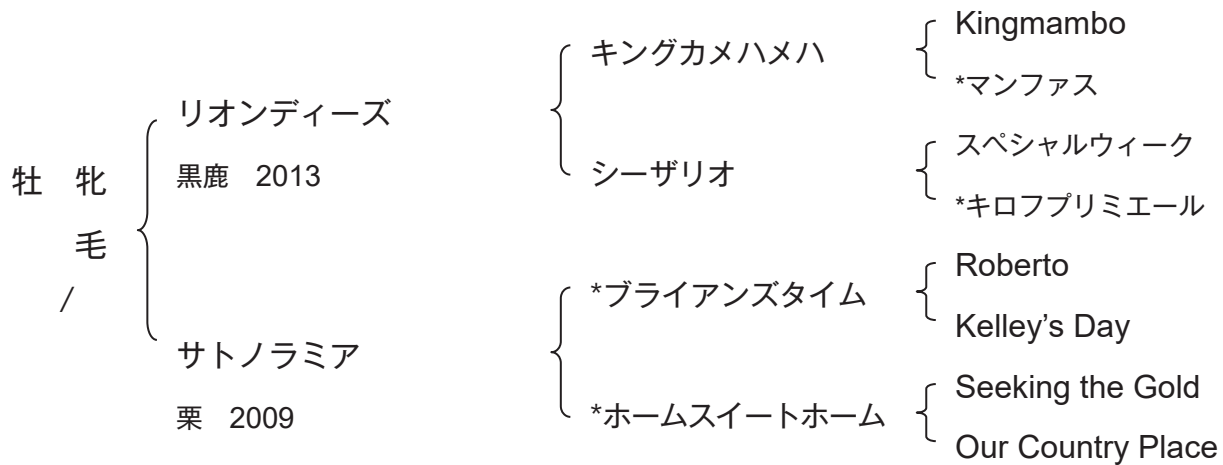 牡　牝
毛
/
リオンディーズ
黒鹿　2013
サトノラミア
栗　2009
キングカメハメハ
シーザリオ
*ブライアンズタイム
*ホームスイートホーム
Kingmambo
*マンファス
スペシャルウィーク
*キロフプリミエール
Roberto
Kelley’s Day
Seeking the Gold
Our Country Place